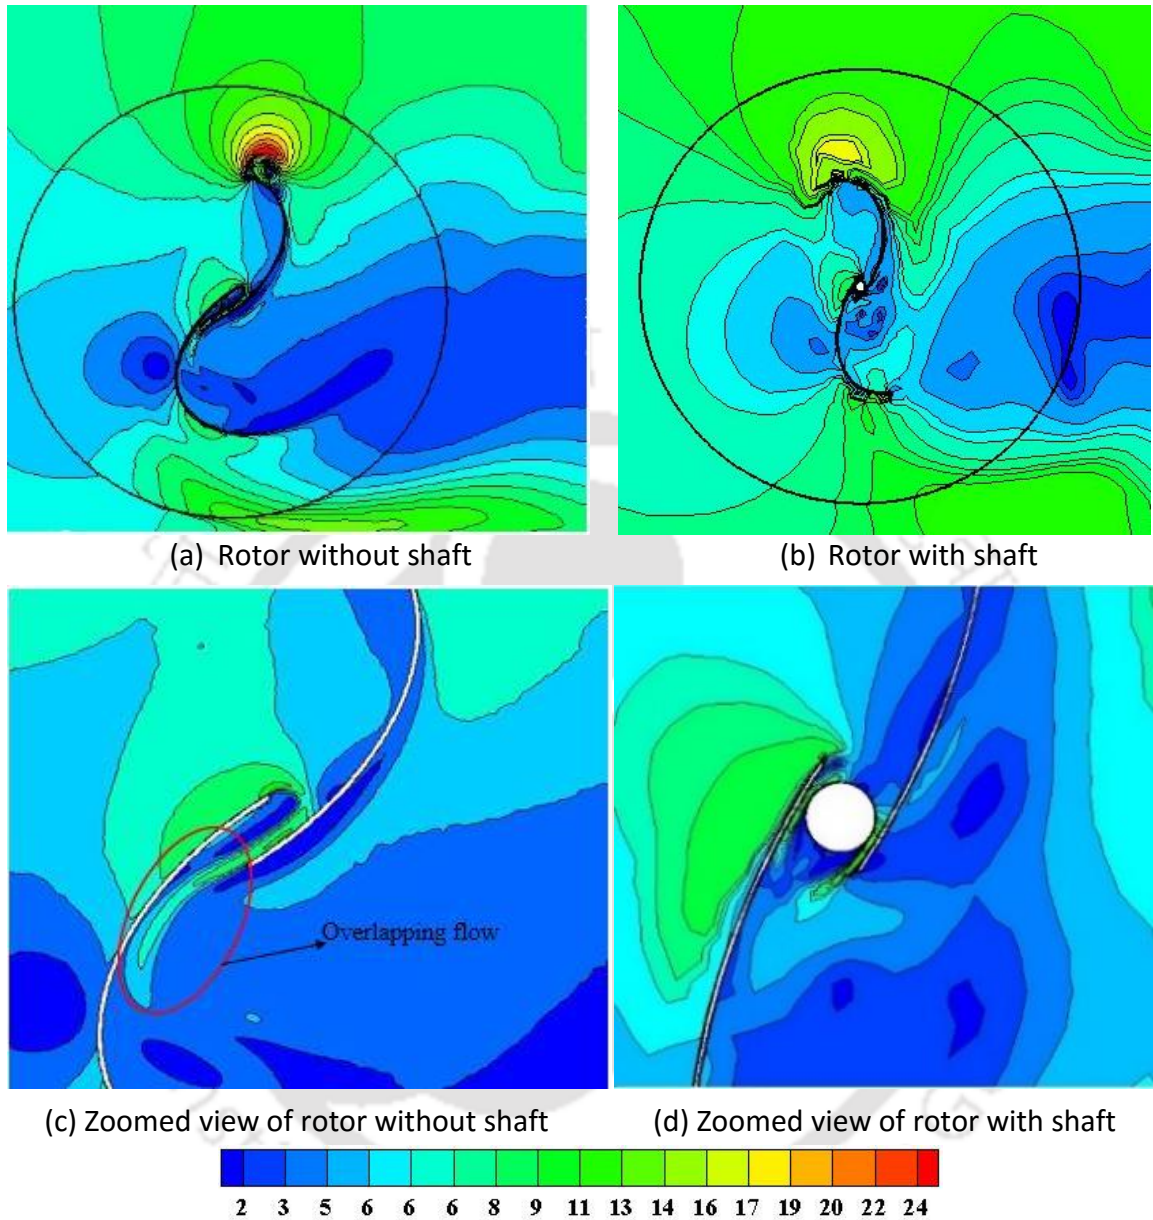 (a) Rotor without shaft
(b) Rotor with shaft
Overlapping flow
(c) Zoomed view of rotor without shaft
(d) Zoomed view of rotor with shaft
2 3 5 6 6 8 9 11 13 14 16 17 19 20 22 24